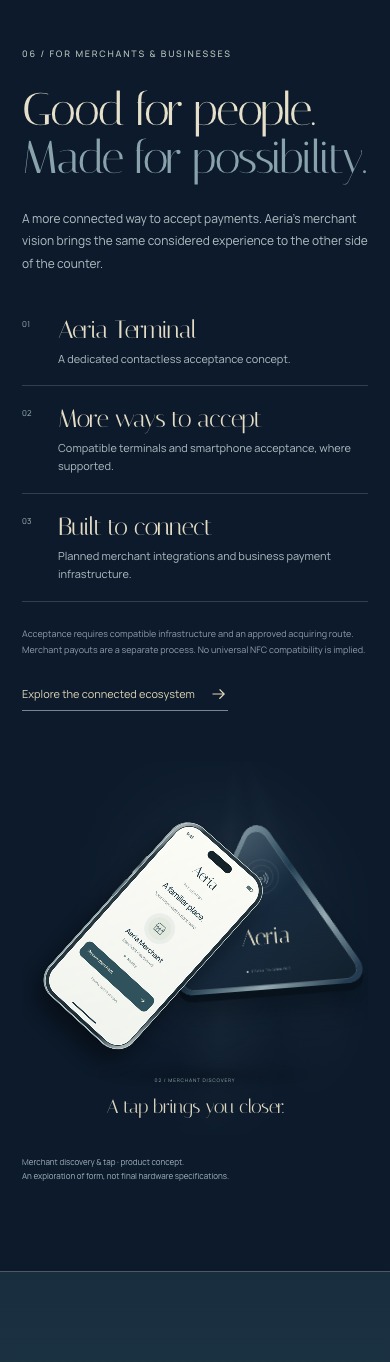 06 / FOR MERCHANTS & BUSINESSES
Good for people.
Made for possibility.
A more connected way to accept payments. Aeria's merchant
vision brings the same considered experience to the other side
of the counter.
01
Aeria Terminal
A dedicated contactless acceptance concept.
02
More ways to accept
Compatible terminals and smartphone acceptance, where
supported.
03
Built to connect
Planned merchant integrations and business payment
infrastructure.
Acceptance requires compatible infrastructure and an approved acquiring route.
Merchant payouts are a separate process. No universal NFC compatibility is implied.
Explore the connected ecosystem →
Aeria
A familiar place
Aeria Merchant
Aeria
02 / MERCHANT DISCOVERY
A tap brings you closer.
Merchant discovery & tap · product concept.
An exploration of form, not final hardware specifications.